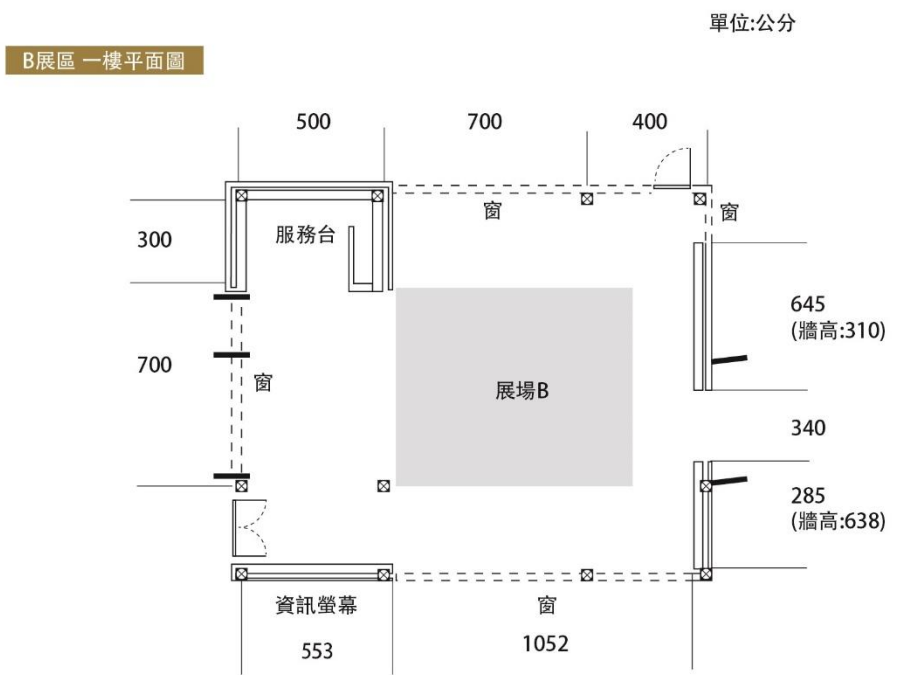 單位:公分
B展區 一樓平面圖
500
700
400
窗
窗
服務台
300
645
(牆高:310)
700
窗
展場B
340
285
(牆高:638)
資訊螢幕
窗
553
1052